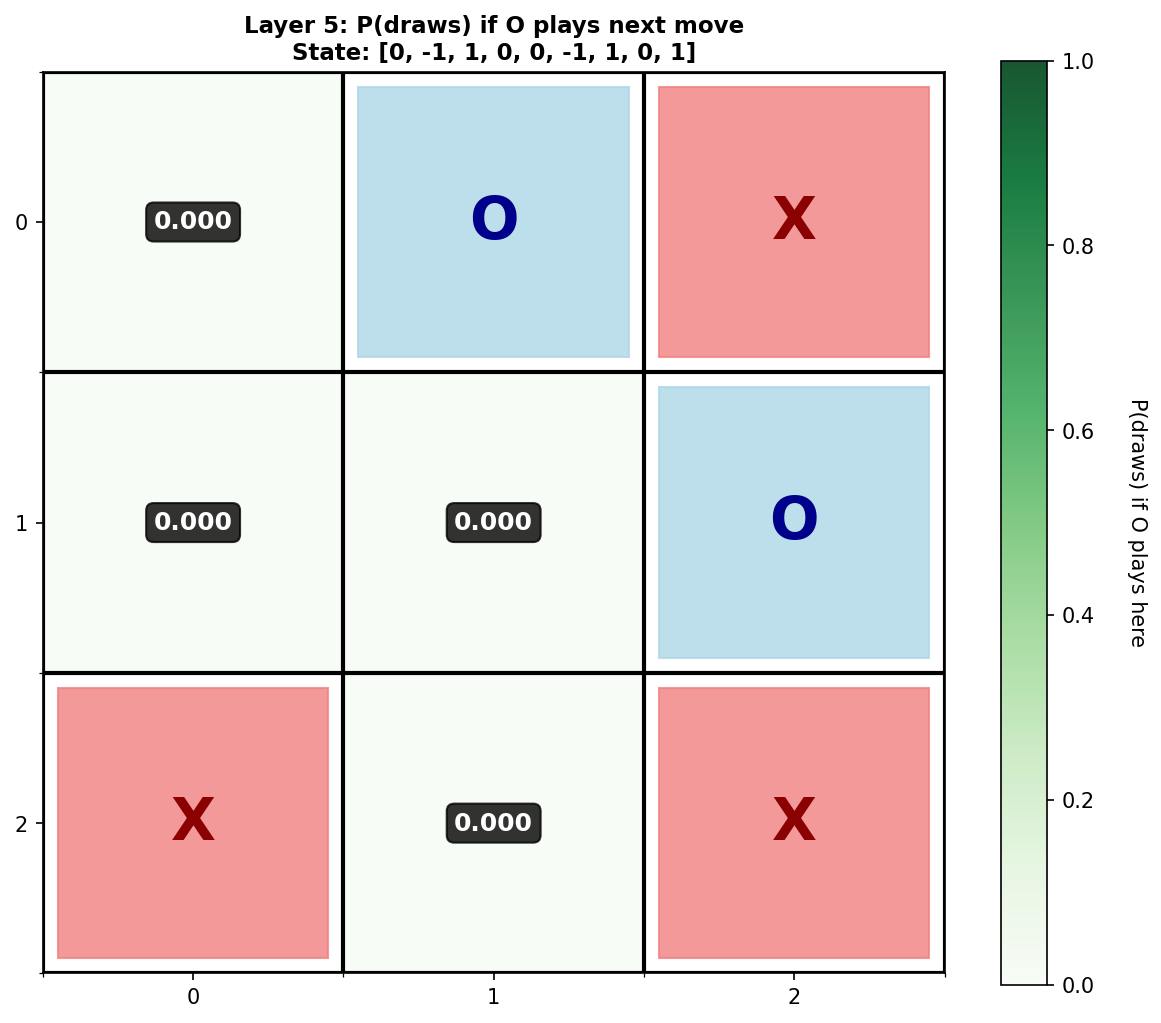 Layer 5: P(draws) if O plays next move
State: [0, -1, 1, 0, 0, -1, 1, 0, 1]
0
0.000
O
X
1
0.000
0.000
O
2
X
0.000
X
0
1
2
1.0
0.8
0.6
0.4
0.2
0.0
P(draws) if O plays here